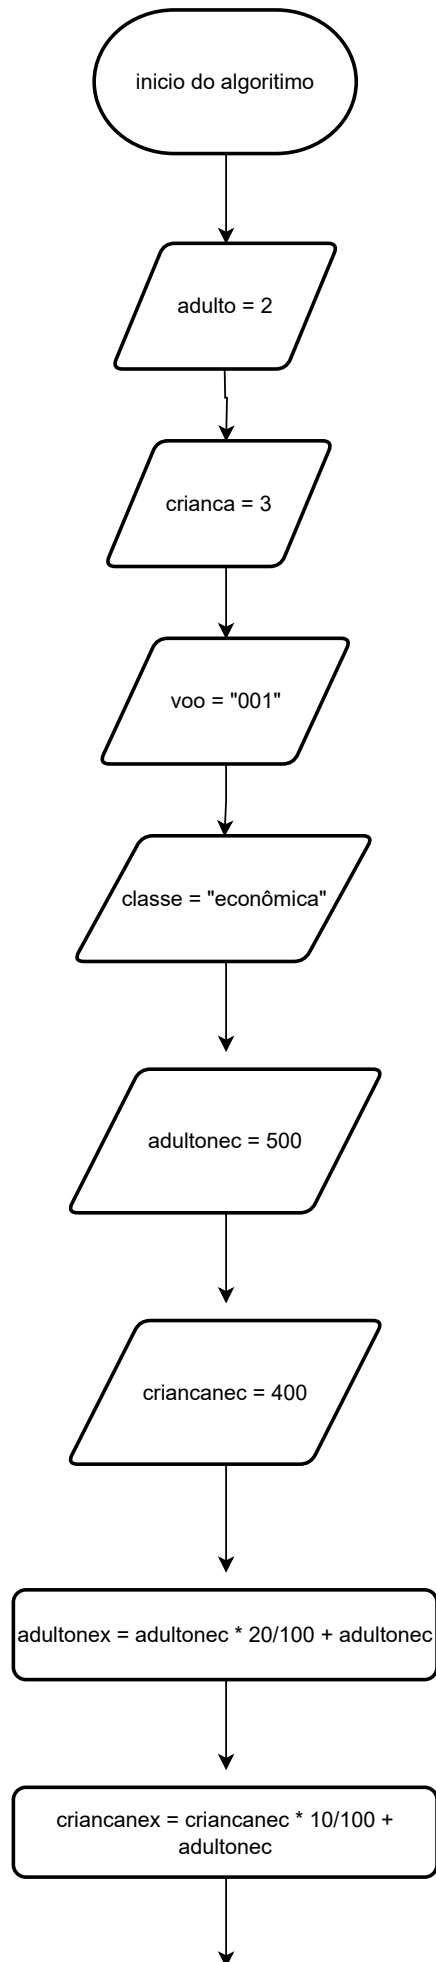 inicio do algoritimo
adulto = 2
crianca = 3
voo = "001"
classe = "econômica"
adultonec = 500
criancanec = 400
adultonex = adultonec * 20/100 + adultonec
criancanex = criancanec * 10/100 +
adultonec